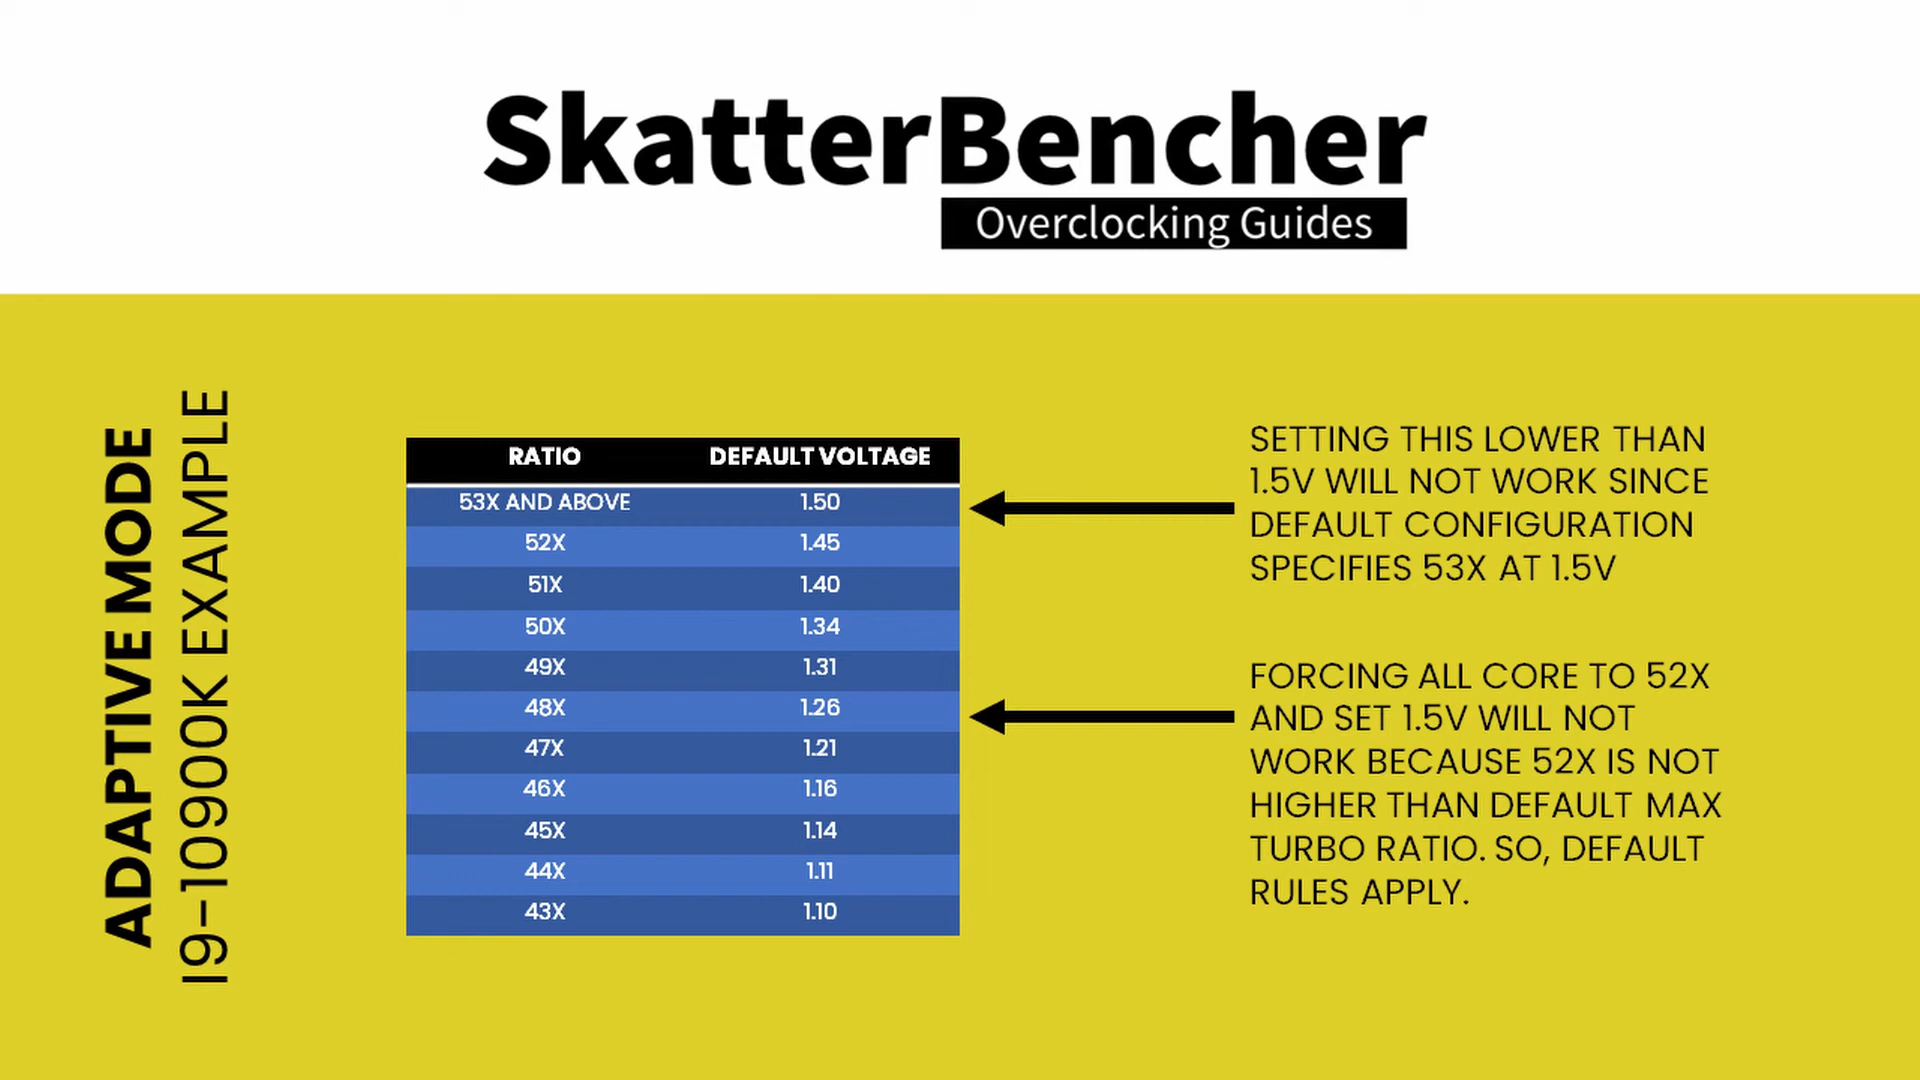 SkatterBencher
Overclocking Guides
ADAPTIVE MODE
I9-10900K EXAMPLE
RATIO DEFAULT VOLTAGE
53X AND ABOVE 1.50
52X 1.45
51X 1.40
50X 1.34
49X 1.31
48X 1.26
47X 1.21
46X 1.16
45X 1.14
44X 1.11
43X 1.10
SETTING THIS LOWER THAN
1.5V WILL NOT WORK SINCE
DEFAULT CONFIGURATION
SPECIFIES 53X AT 1.5V
FORCING ALL CORE TO 52X
AND SET 1.5V WILL NOT
WORK BECAUSE 52X IS NOT
HIGHER THAN DEFAULT MAX
TURBO RATIO. SO, DEFAULT
RULES APPLY.